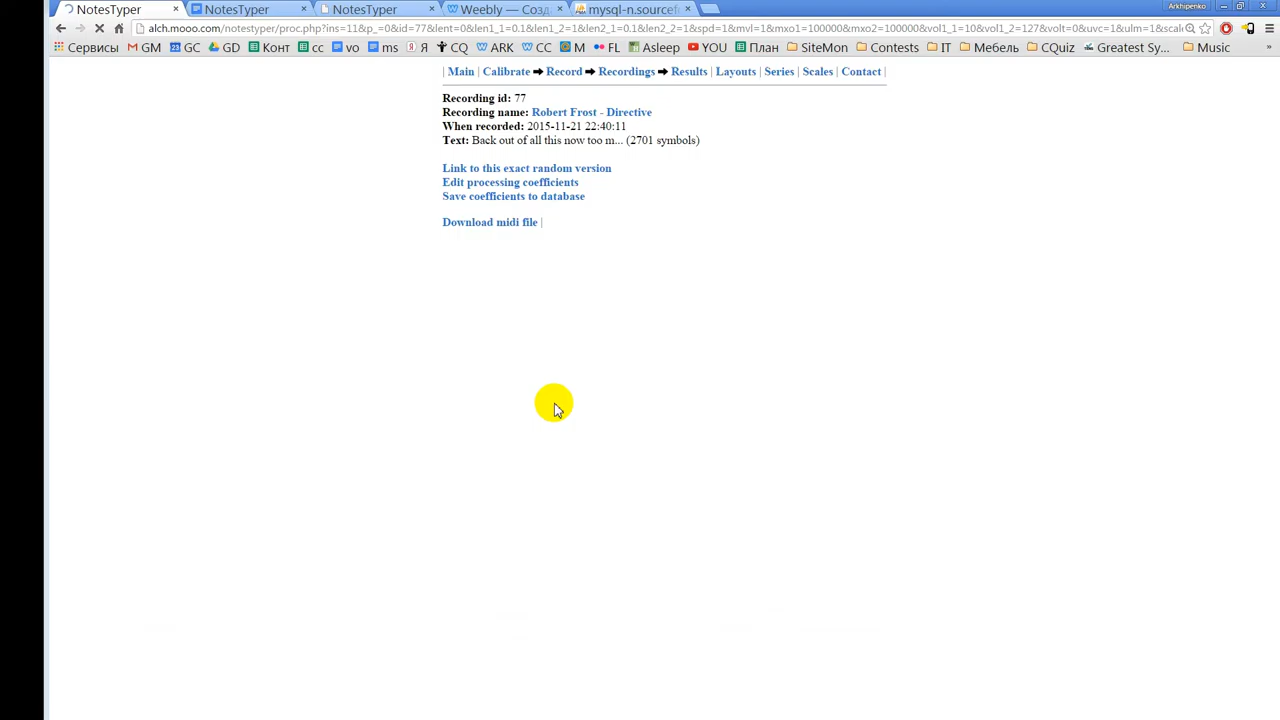 Arkhipenko
NotesTyper × NotesTyper × NotesTyper × Weebly — Созд × mysql-n.sourcef ×
alch.mooo.com/notestyper/proc.php?ins=11&p_=0&id=77&lent=0&len1_1=0.1&len1_2=1&len2_1=0.1&len2_2=1&spd=1&mvl=1&mxo1=100000&mxo2=100000&vol1_1=10&vol1_2=127&volt=0&uvc=1&ulm=1&scale
Сервисы GM GC GD Конт cc vo ms Я CQ ARK CC M FL Asleep YOU План SiteMon Contests IT Мебель CQuiz Greatest Sy... Music »
| Main | Calibrate ➡ Record ➡ Recordings ➡ Results | Layouts | Series | Scales | Contact |
Recording id: 77
Recording name: Robert Frost - Directive
When recorded: 2015-11-21 22:40:11
Text: Back out of all this now too m... (2701 symbols)
Link to this exact random version
Edit processing coefficients
Save coefficients to database
Download midi file |